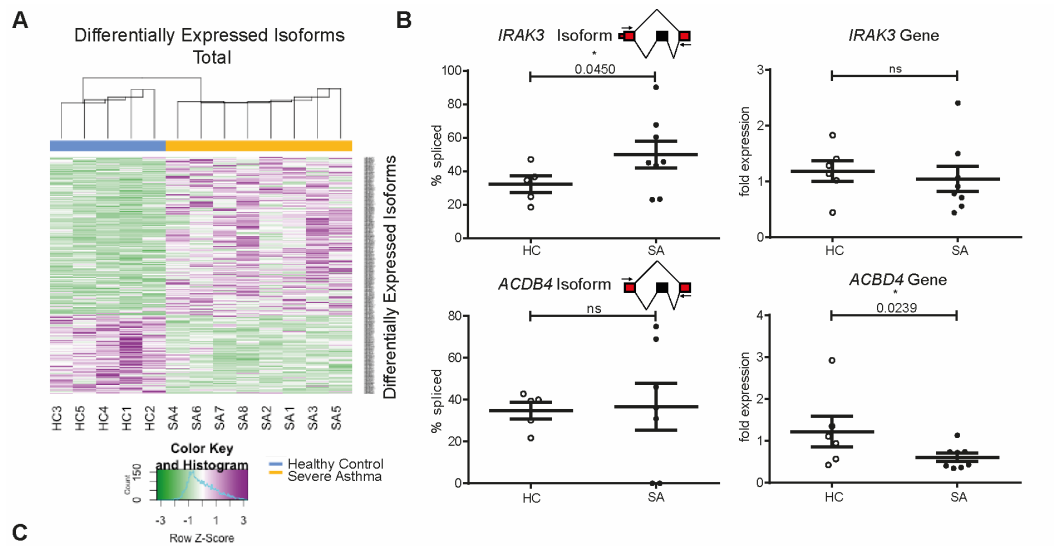 A
Differentially Expressed Isoforms
Total
Differentially Expressed Isoforms
HC3
HC5
HC4
HC1
HC2
SA4
SA6
SA7
SA8
SA2
SA1
SA3
SA5
Color Key
and Histogram
Count
150
0
-3
-1
1
3
Row Z-Score
Healthy Control
Severe Asthma
B
IRAK3 Isoform
*
0.0450
% spliced
100
80
60
40
20
0
HC
SA
IRAK3 Gene
ns
fold expression
3
2
1
0
HC
SA
ACDB4 Isoform
ns
% spliced
80
60
40
20
0
HC
SA
ACBD4 Gene
*
0.0239
fold expression
4
3
2
1
0
HC
SA
C